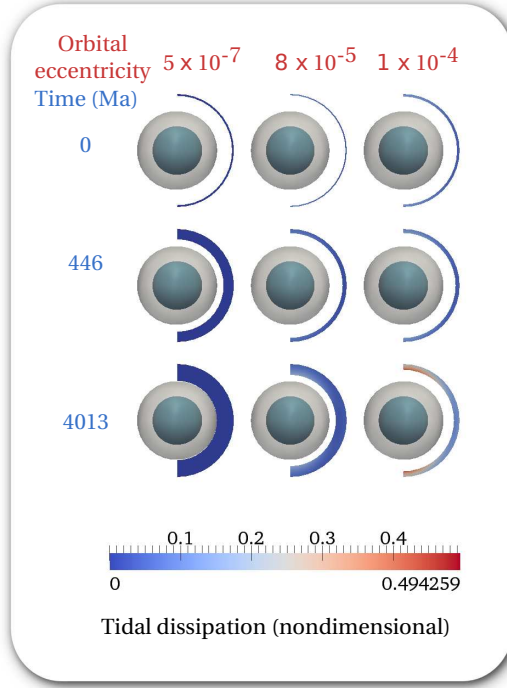 Orbital
eccentricity 5 x 10-7 8 x 10-5 1 x 10-4
Time (Ma)
0
446
4013
0.1 0.2 0.3 0.4
0 0.494259
Tidal dissipation (nondimensional)